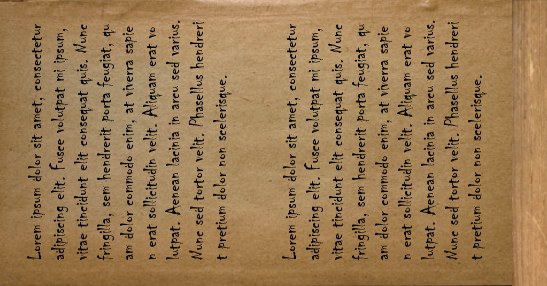 Lorem ipsum dolor sit amet, consectetur
adipiscing elit. Fusce volutpat mi ipsum,
vitae tincidunt elit consequat quis. Nunc
fringilla, sem hendrerit porta feugiat, qu
am dolor commodo enim, at viverra sapie
n erat sollicitudin velit. Aliquam erat vo
lutpat. Aenean lacinia in arcu sed varius.
Nunc sed tortor velit. Phasellus hendreri
t pretium dolor non scelerisque.
Lorem ipsum dolor sit amet, consectetur
adipiscing elit. Fusce volutpat mi ipsum,
vitae tincidunt elit consequat quis. Nunc
fringilla, sem hendrerit porta feugiat, qu
am dolor commodo enim, at viverra sapie
n erat sollicitudin velit. Aliquam erat vo
lutpat. Aenean lacinia in arcu sed varius.
Nunc sed tortor velit. Phasellus hendreri
t pretium dolor non scelerisque.